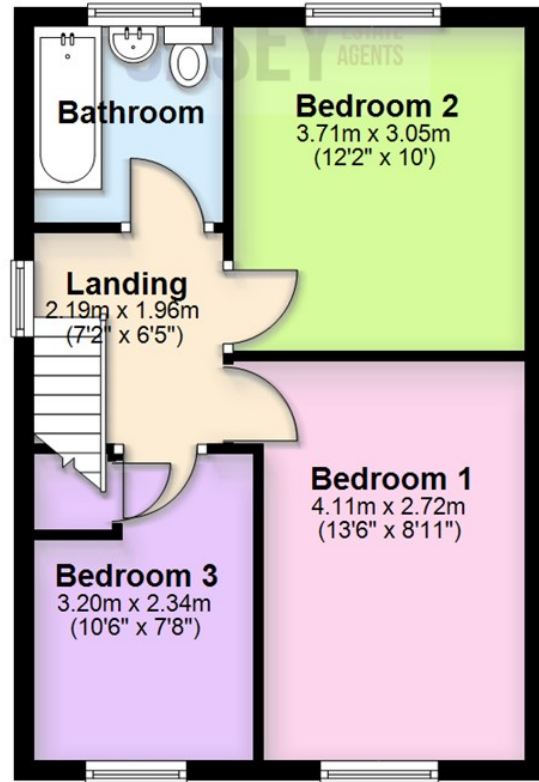 ESTATE
AGENTS
Bathroom
Bedroom 2
3.71m x 3.05m
(12'2" x 10')
Landing
2.19m x 1.96m
(7'2" x 6'5")
Bedroom 1
4.11m x 2.72m
(13'6" x 8'11")
Bedroom 3
3.20m x 2.34m
(10'6" x 7'8")